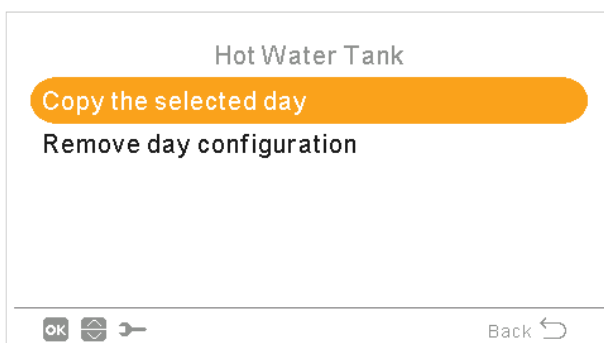 Hot Water Tank
Copy the selected day
Remove day configuration
OK Back